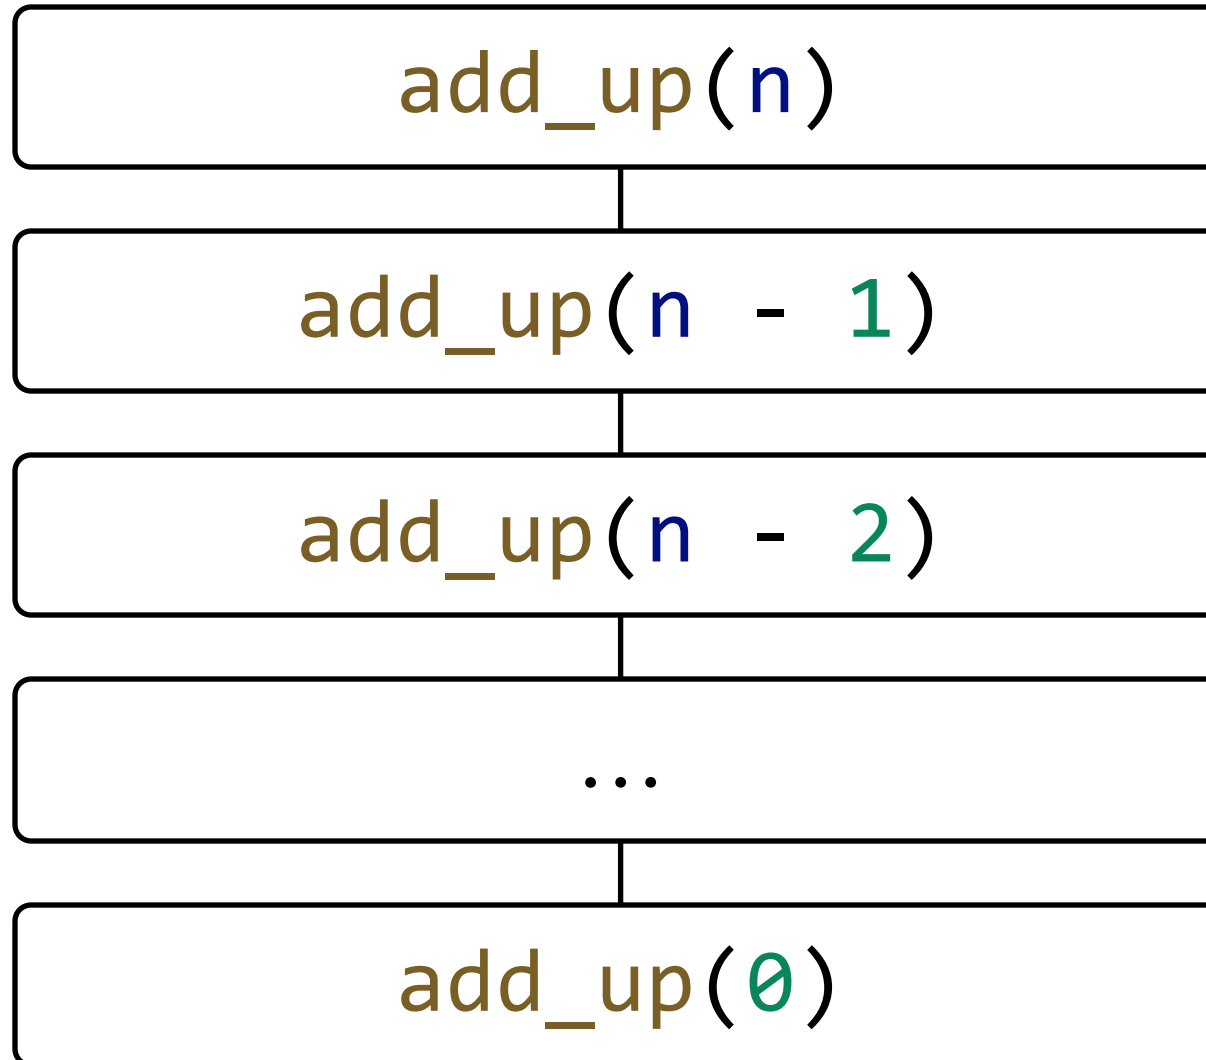 add_up(n)
add_up(n - 1)
add_up(n - 2)
...
add_up(0)